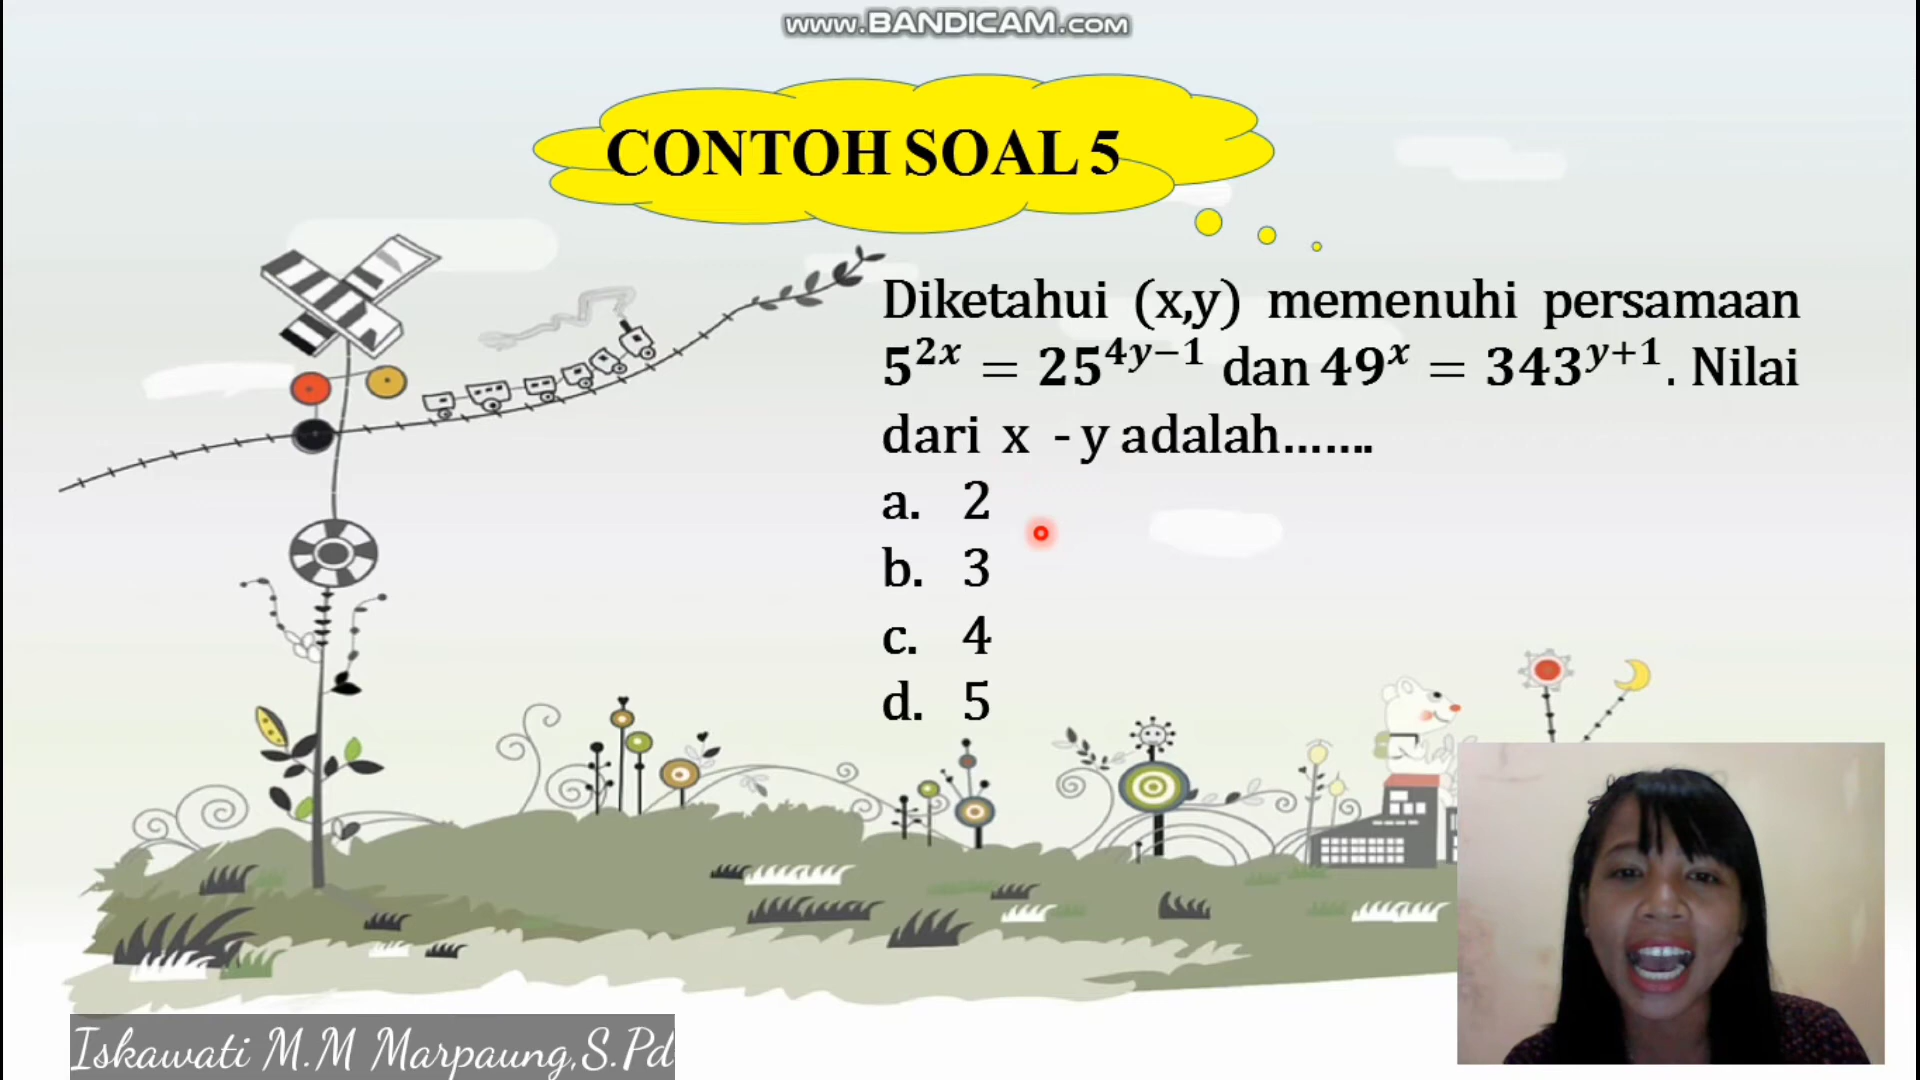 www.BANDICAM.com
CONTOH SOAL 5
Diketahui (x,y) memenuhi persamaan
5^{2x} = 25^{4y−1} dan 49^{x} = 343^{y+1}. Nilai
dari x - y adalah.......
a. 2
b. 3
c. 4
d. 5
Iskawati M.M Marpaung,S.Pd